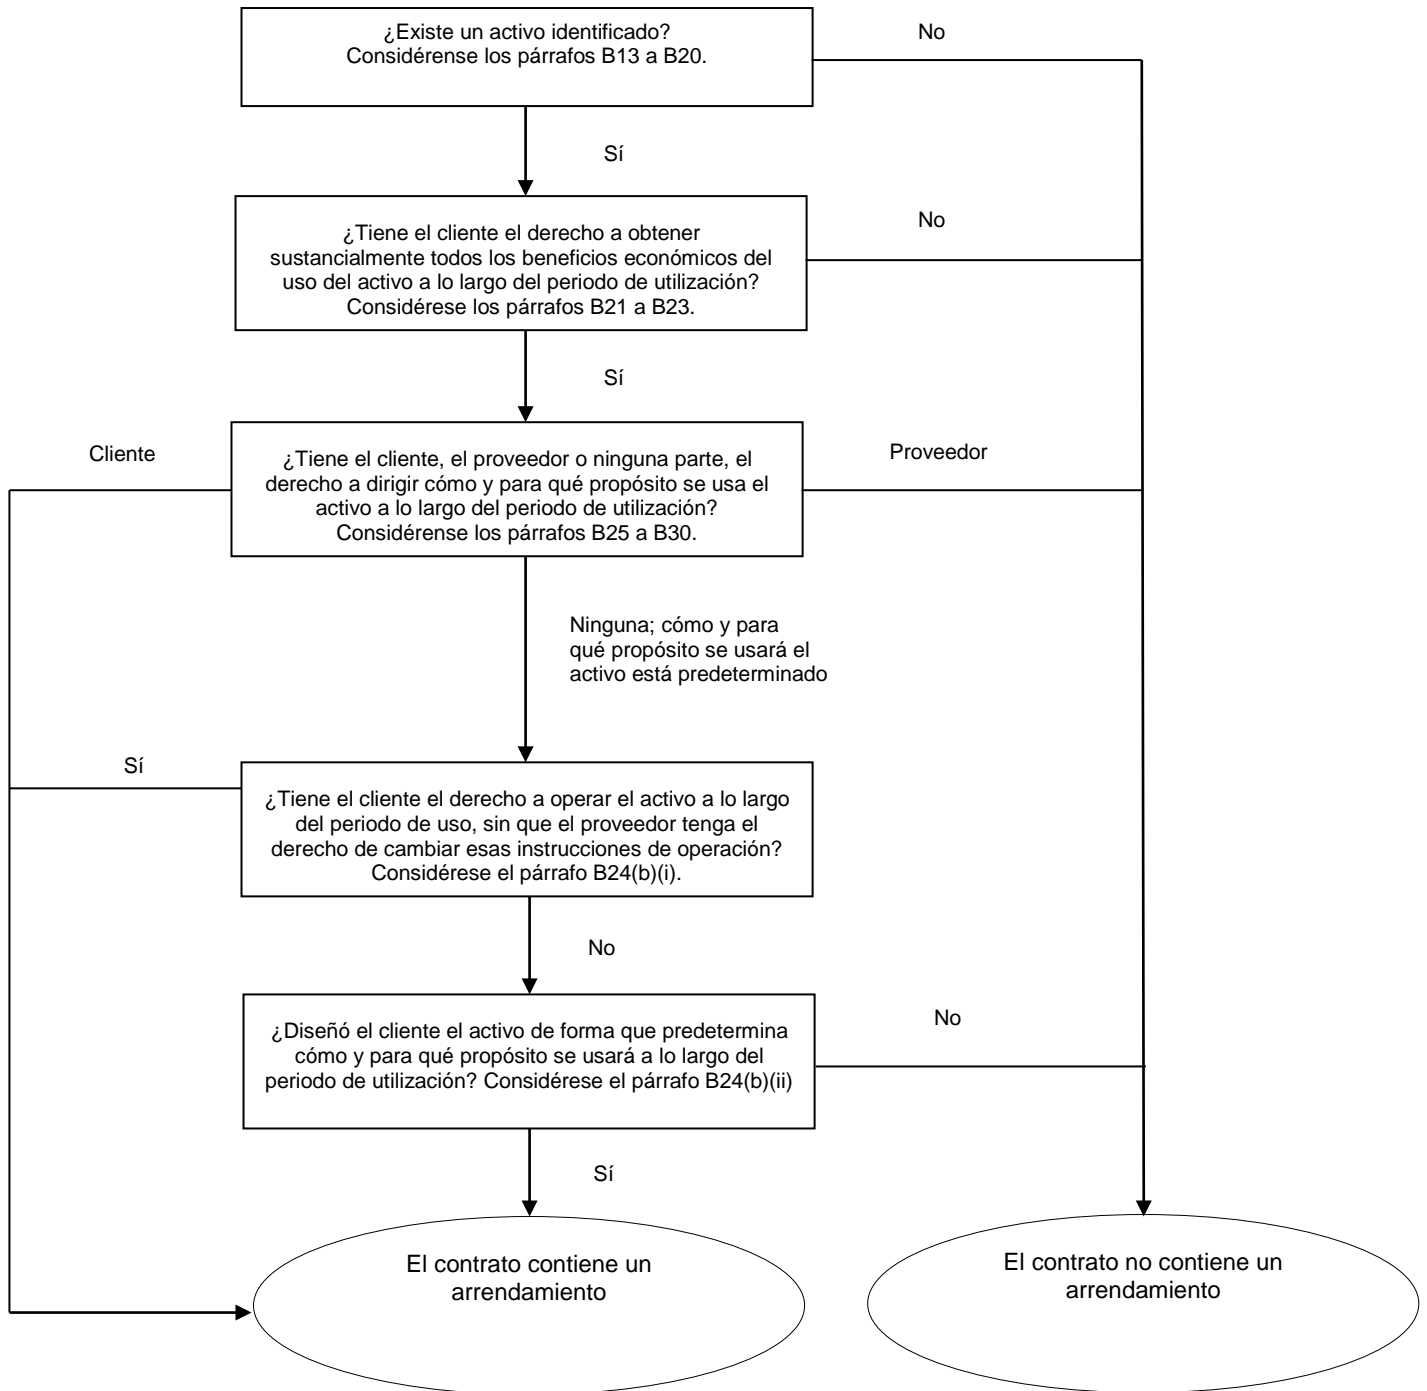 ¿Existe un activo identificado?
Considérense los párrafos B13 a B20.
No
Sí
¿Tiene el cliente el derecho a obtener
sustancialmente todos los beneficios económicos del
uso del activo a lo largo del periodo de utilización?
Considérese los párrafos B21 a B23.
No
Sí
Cliente
¿Tiene el cliente, el proveedor o ninguna parte, el
derecho a dirigir cómo y para qué propósito se usa el
activo a lo largo del periodo de utilización?
Considérense los párrafos B25 a B30.
Proveedor
Ninguna; cómo y para
qué propósito se usará el
activo está predeterminado
Sí
¿Tiene el cliente el derecho a operar el activo a lo largo
del periodo de uso, sin que el proveedor tenga el
derecho de cambiar esas instrucciones de operación?
Considérese el párrafo B24(b)(i).
No
¿Diseñó el cliente el activo de forma que predetermina
cómo y para qué propósito se usará a lo largo del
periodo de utilización? Considérese el párrafo B24(b)(ii)
No
Sí
El contrato contiene un
arrendamiento
El contrato no contiene un
arrendamiento